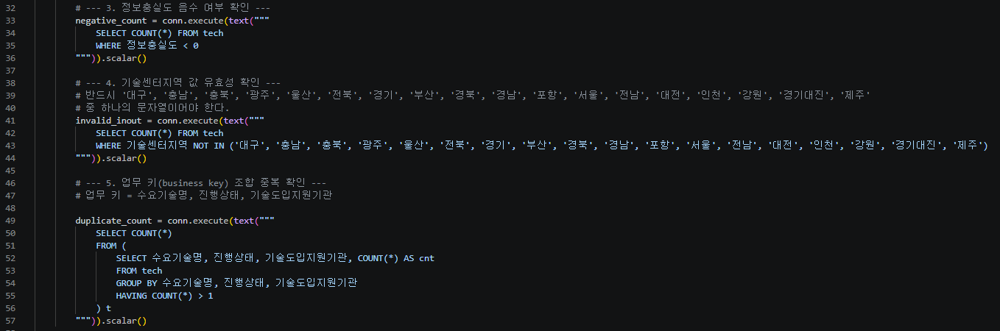 32 # --- 3. 정보충실도 음수 여부 확인 ---
33 negative_count = conn.execute(text("""
34 SELECT COUNT(*) FROM tech
35 WHERE 정보충실도 < 0
36 """)).scalar()
37
38 # --- 4. 기술센터지역 값 유효성 확인 ---
39 # 반드시 '대구', '충남', '충북', '광주', '울산', '전북', '경기', '부산', '경북', '경남', '포항', '서울', '전남', '대전', '인천', '강원', '경기대진', '제주'
40 # 중 하나의 문자열이어야 한다.
41 invalid_inout = conn.execute(text("""
42 SELECT COUNT(*) FROM tech
43 WHERE 기술센터지역 NOT IN ('대구', '충남', '충북', '광주', '울산', '전북', '경기', '부산', '경북', '경남', '포항', '서울', '전남', '대전', '인천', '강원', '경기대진', '제주')
44 """)).scalar()
45
46 # --- 5. 업무 키(business key) 조합 중복 확인 ---
47 # 업무 키 = 수요기술명, 진행상태, 기술도입지원기관
48
49 duplicate_count = conn.execute(text("""
50 SELECT COUNT(*)
51 FROM (
52 SELECT 수요기술명, 진행상태, 기술도입지원기관, COUNT(*) AS cnt
53 FROM tech
54 GROUP BY 수요기술명, 진행상태, 기술도입지원기관
55 HAVING COUNT(*) > 1
56 ) t
57 """)).scalar()